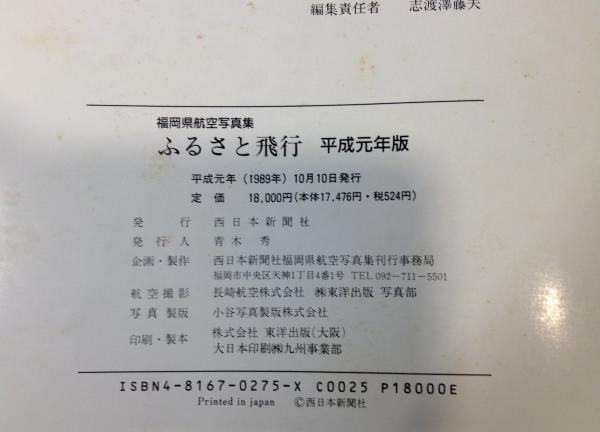 編集責任者 志渡澤藤夫
福岡県航空写真集
ふるさと飛行 平成元年版
平成元年（1989年）10月10日発行
定価 18,000円（本体17,476円・税524円）
発行 西日本新聞社
発行人 青木秀
企画・製作 西日本新聞社福岡県航空写真集刊行事務局
福岡市中央区天神1丁目4番1号 TEL.092-711-5501
航空撮影 長崎航空株式会社 ㈱東洋出版 写真部
写真製版 小谷写真製版株式会社
印刷・製本 株式会社 東洋出版（大阪）
大日本印刷㈱九州事業部
ISBN4-8167-0275-X C0025 P18000E
Printed in japan ©西日本新聞社